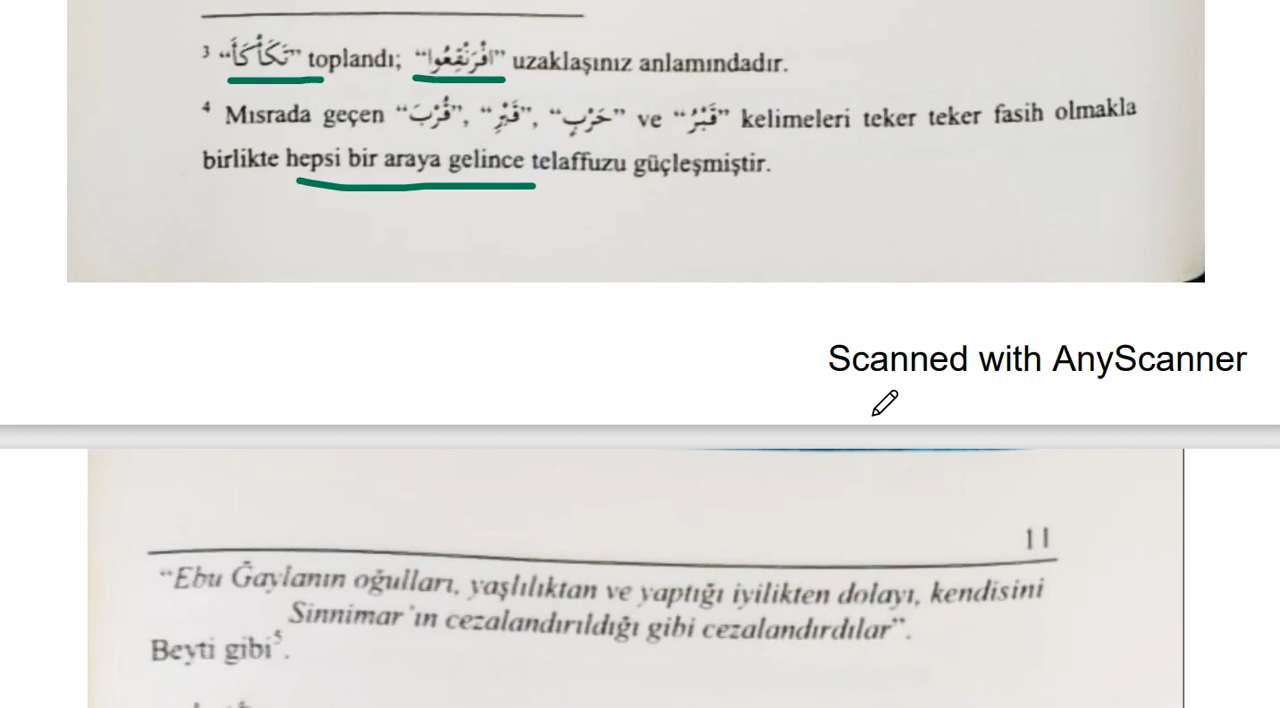 ³ “تَكَأْكَأَ” toplandı; “افْرَنْقِعُوا” uzaklaşınız anlamındadır.
⁴ Mısrada geçen “قُرْبَ”, “قَبْرِ”, “حَرْبٍ” ve “قَبْرُ” kelimeleri teker teker fasih olmakla
birlikte hepsi bir araya gelince telaffuzu güçleşmiştir.
Scanned with AnyScanner
11
“Ebu Ğaylanın oğulları, yaşlılıktan ve yaptığı iyilikten dolayı, kendisini
Sinnimar’ın cezalandırıldığı gibi cezalandırdılar”.
Beyti gibi⁵.